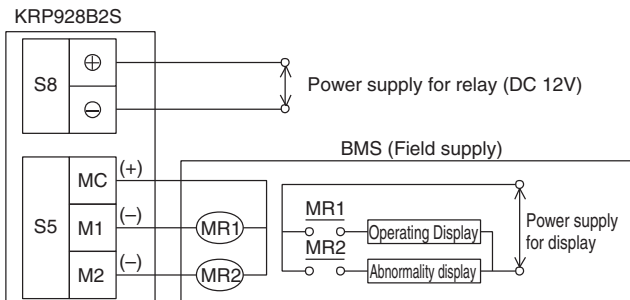 KRP928B2S
S8
⊕
⊖
Power supply for relay (DC 12V)
BMS (Field supply)
S5
MC
(+)
M1
(–)
MR1
M2
(–)
MR2
MR1
Operating Display
MR2
Abnormality display
Power supply
for display